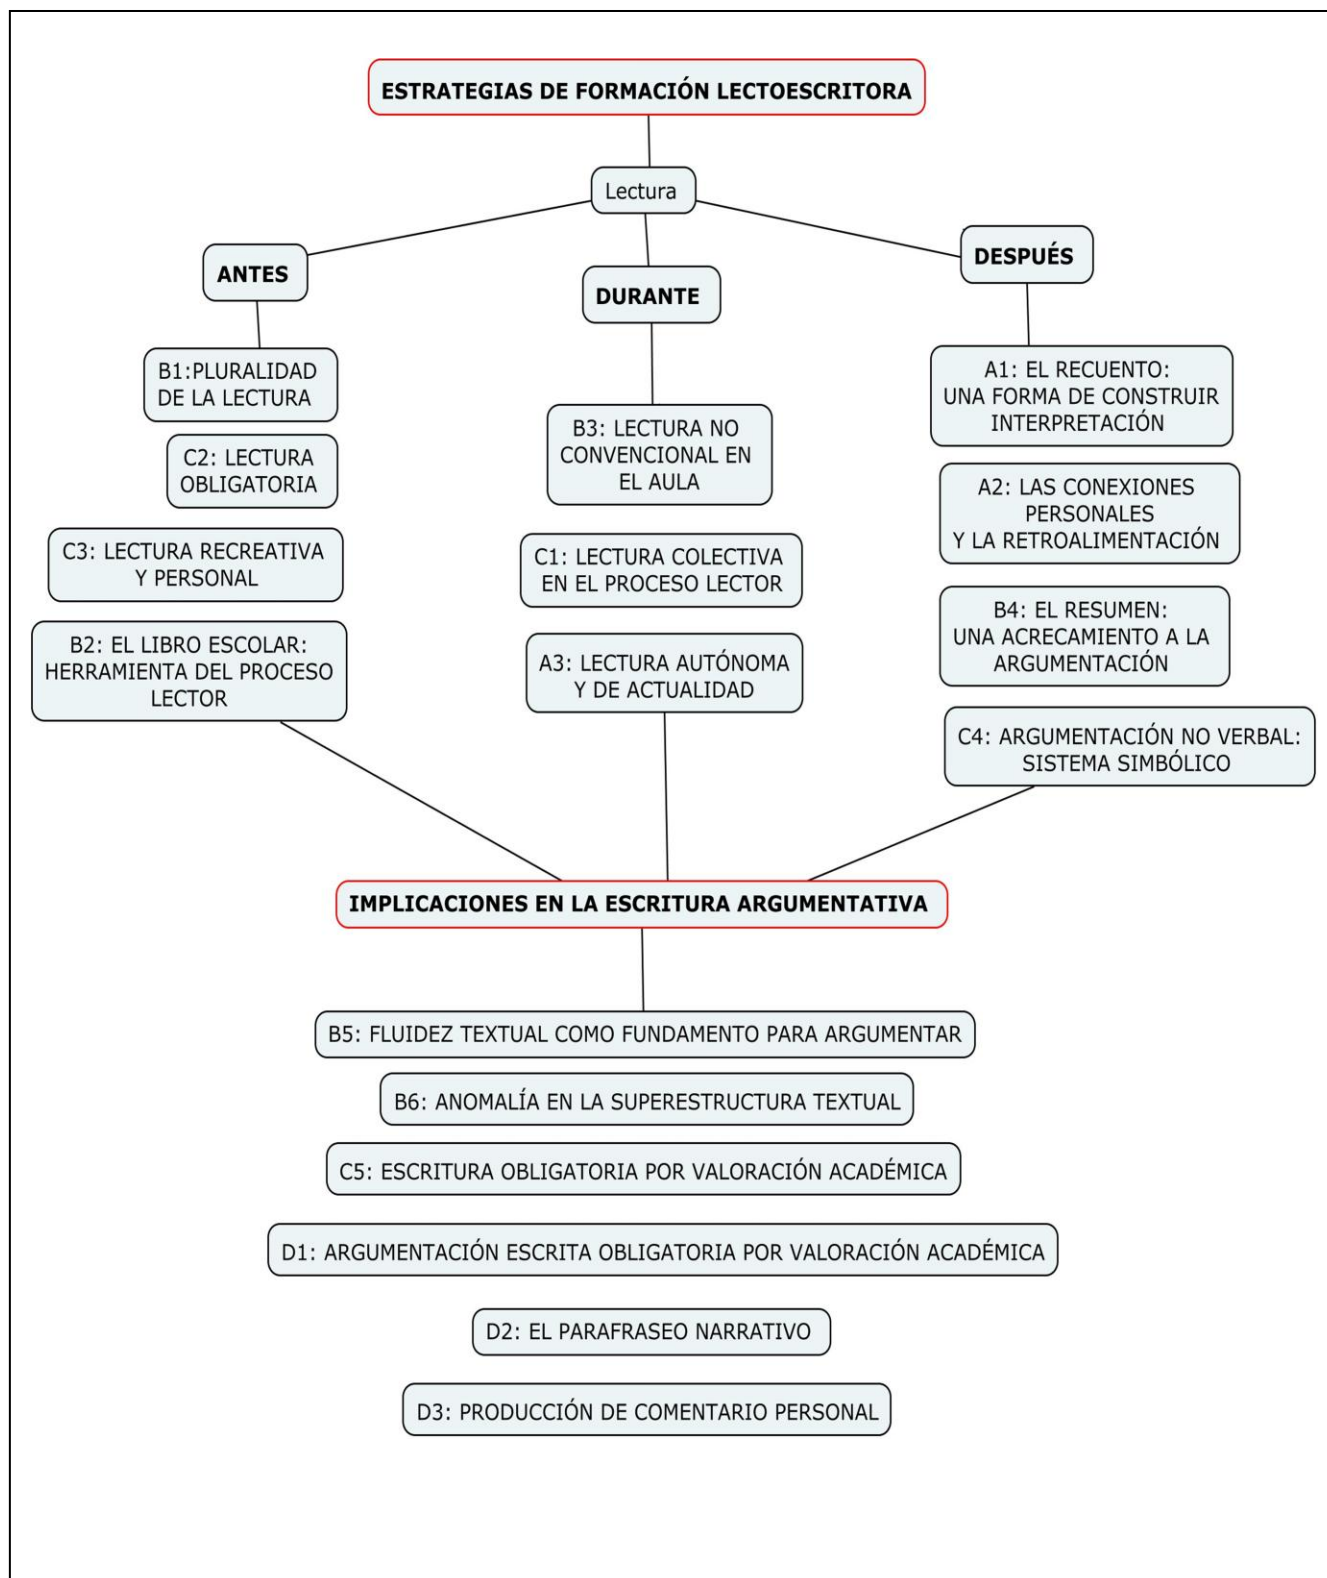 ESTRATEGIAS DE FORMACIÓN LECTOESCRITORA
Lectura
ANTES
B1:PLURALIDAD
DE LA LECTURA
C2: LECTURA
OBLIGATORIA
C3: LECTURA RECREATIVA
Y PERSONAL
B2: EL LIBRO ESCOLAR:
HERRAMIENTA DEL PROCESO
LECTOR
DURANTE
B3: LECTURA NO
CONVENCIONAL EN
EL AULA
C1: LECTURA COLECTIVA
EN EL PROCESO LECTOR
A3: LECTURA AUTÓNOMA
Y DE ACTUALIDAD
DESPUÉS
A1: EL RECUENTO:
UNA FORMA DE CONSTRUIR
INTERPRETACIÓN
A2: LAS CONEXIONES
PERSONALES
Y LA RETROALIMENTACIÓN
B4: EL RESUMEN:
UNA ACRECAMIENTO A LA
ARGUMENTACIÓN
C4: ARGUMENTACIÓN NO VERBAL:
SISTEMA SIMBÓLICO
IMPLICACIONES EN LA ESCRITURA ARGUMENTATIVA
B5: FLUIDEZ TEXTUAL COMO FUNDAMENTO PARA ARGUMENTAR
B6: ANOMALÍA EN LA SUPERESTRUCTURA TEXTUAL
C5: ESCRITURA OBLIGATORIA POR VALORACIÓN ACADÉMICA
D1: ARGUMENTACIÓN ESCRITA OBLIGATORIA POR VALORACIÓN ACADÉMICA
D2: EL PARAFRASEO NARRATIVO
D3: PRODUCCIÓN DE COMENTARIO PERSONAL